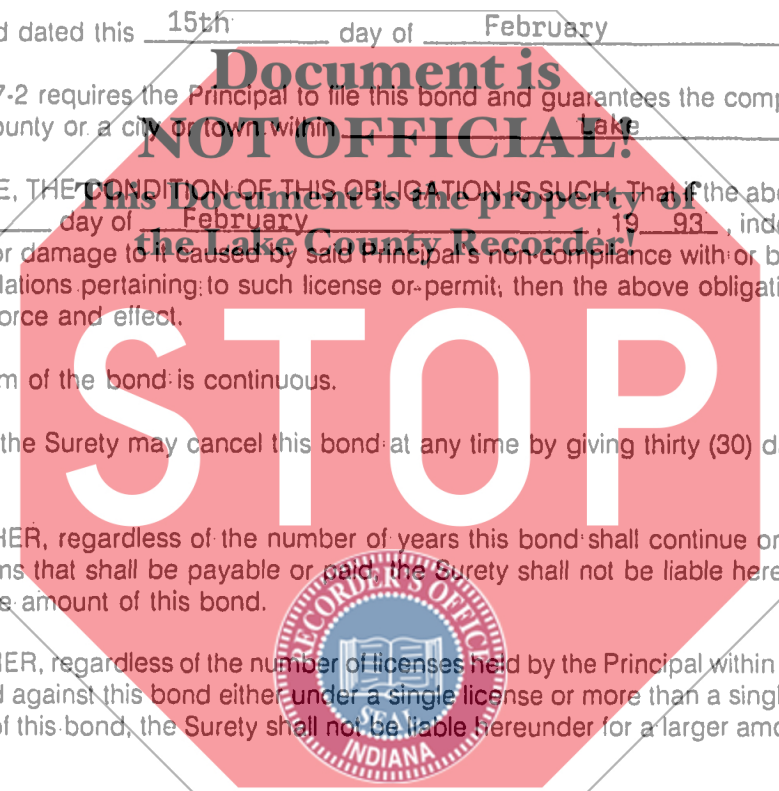 d dated this 15th day of February
Document is
7-2 requires the Principal to file this bond and guarantees the comp
ounty or a city or town within Lake
NOT OFFICIAL!
E, THE CONDITION OF THIS OBLIGATION IS SUCH, That if the abo
This Document is the property of
day of February, 19 93, inde
the Lake County Recorder!
or damage to it caused by said Principal's non-compliance with or b
lations pertaining to such license or permit, then the above obligati
orce and effect.
STOP
m of the bond is continuous.
the Surety may cancel this bond at any time by giving thirty (30) d
HER, regardless of the number of years this bond shall continue or
ms that shall be payable or paid, the Surety shall not be liable here
e amount of this bond.
RECORDER'S OFFICE
HER, regardless of the number of licenses held by the Principal within
d against this bond either under a single license or more than a singl
of this bond, the Surety shall not be liable hereunder for a larger amo
SEAL
INDIANA